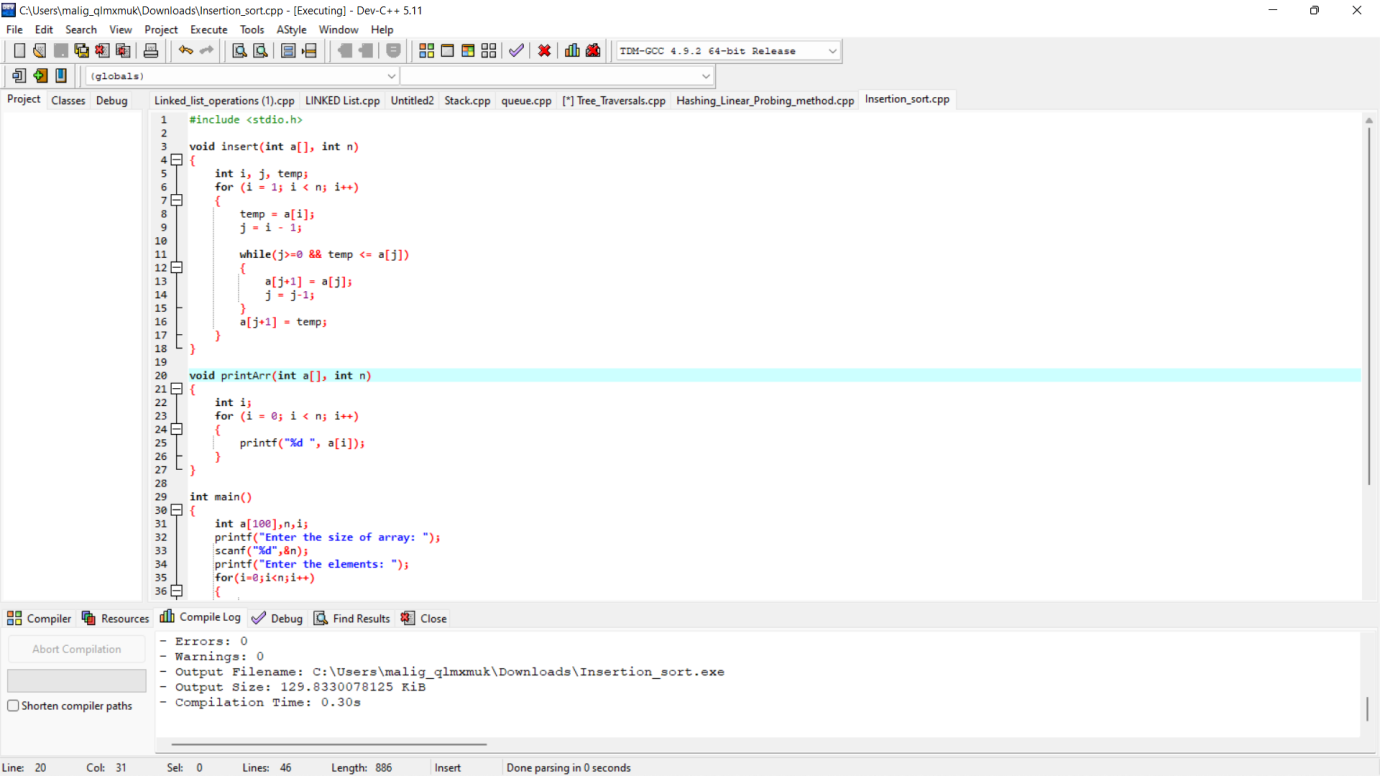 C:\Users\malig_qlmxmuk\Downloads\Insertion_sort.cpp - [Executing] - Dev-C++ 5.11
File Edit Search View Project Execute Tools AStyle Window Help
TDM-GCC 4.9.2 64-bit Release
(globals)
Project Classes Debug Linked_list_operations (1).cpp LINKED List.cpp Untitled2 Stack.cpp queue.cpp [*] Tree_Traversals.cpp Hashing_Linear_Probing_method.cpp Insertion_sort.cpp
1 #include <stdio.h>
2
3 void insert(int a[], int n)
4 {
5 int i, j, temp;
6 for (i = 1; i < n; i++)
7 {
8 temp = a[i];
9 j = i - 1;
10
11 while(j>=0 && temp <= a[j])
12 {
13 a[j+1] = a[j];
14 j = j-1;
15 }
16 a[j+1] = temp;
17 }
18 }
19
20 void printArr(int a[], int n)
21 {
22 int i;
23 for (i = 0; i < n; i++)
24 {
25 printf("%d ", a[i]);
26 }
27 }
28
29 int main()
30 {
31 int a[100],n,i;
32 printf("Enter the size of array: ");
33 scanf("%d",&n);
34 printf("Enter the elements: ");
35 for(i=0;i<n;i++)
36 {
Compiler Resources Compile Log Debug Find Results Close
Abort Compilation
Shorten compiler paths
- Errors: 0
- Warnings: 0
- Output Filename: C:\Users\malig_qlmxmuk\Downloads\Insertion_sort.exe
- Output Size: 129.8330078125 KiB
- Compilation Time: 0.30s
Line: 20 Col: 31 Sel: 0 Lines: 46 Length: 886 Insert Done parsing in 0 seconds